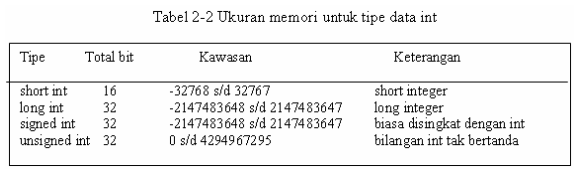 Tabel 2-2 Ukuran memori untuk tipe data int
Tipe Total bit Kawasan Keterangan
short int 16 -32768 s/d 32767 short integer
long int 32 -2147483648 s/d 2147483647 long integer
signed int 32 -2147483648 s/d 2147483647 biasa disingkat dengan int
unsigned int 32 0 s/d 4294967295 bilangan int tak bertanda